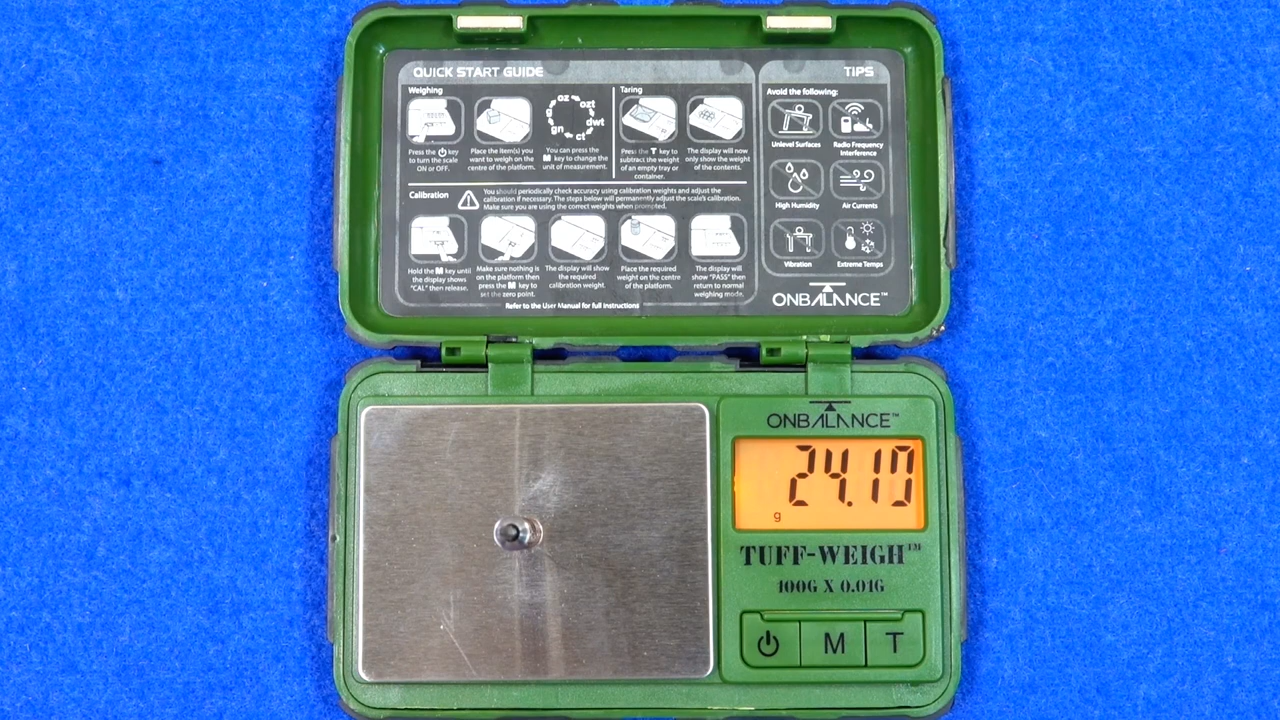 QUICK START GUIDE
Weighing
Press the ⏻ key
to turn the scale
ON or OFF.
Place the item(s) you
want to weigh on the
centre of the platform.
oz
ozt
dwt
ct
gn
g
You can press the
M key to change the
unit of measurement.
Taring
Press the T key to
subtract the weight
of an empty tray or
container.
The display will now
only show the weight
of the contents.
Calibration
You should periodically check accuracy using calibration weights and adjust the
calibration if necessary. The steps below will permanently adjust the scale's calibration.
Make sure you are using the correct weights when prompted.
Hold the M key until
the display shows
"CAL" then release.
Make sure nothing is
on the platform then
press the M key to
set the zero point.
The display will show
the required
calibration weight.
Place the required
weight on the centre
of the platform.
The display will
show "PASS" then
return to normal
weighing mode.
Refer to the User Manual for full instructions
TIPS
Avoid the following:
Unlevel Surfaces
Radio Frequency
Interference
High Humidity
Air Currents
Vibration
Extreme Temps
ONBALANCE™
ONBALANCE™
24.10
g
TUFF-WEIGH™
100G X 0.01G
M
T